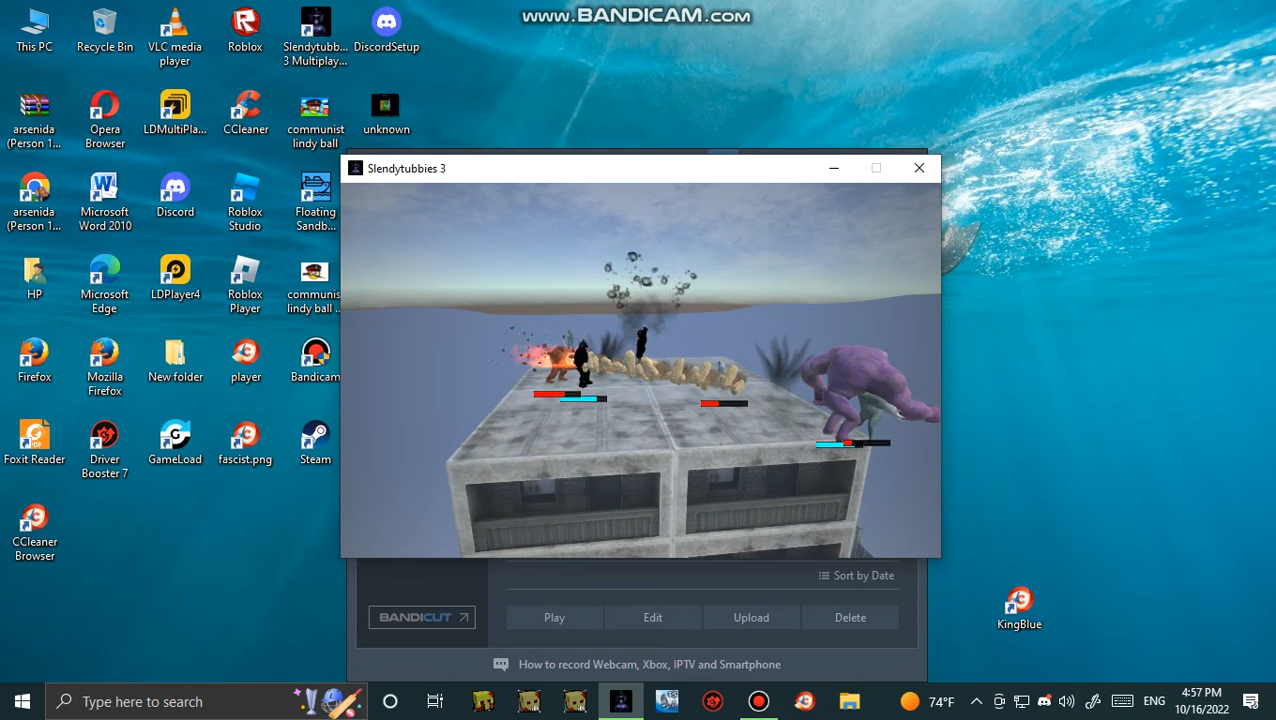 www.BANDICAM.com
This PC
Recycle Bin
VLC media
player
Roblox
Slendytubb...
3 Multiplay...
DiscordSetup
arsenida
(Person 1...
Opera
Browser
LDMultiPla...
CCleaner
communist
lindy ball
unknown
Slendytubbies 3
arsenida
(Person 1...
Microsoft
Word 2010
Discord
Roblox
Studio
Floating
Sandb...
HP
Microsoft
Edge
LDPlayer4
Roblox
Player
communis
lindy ball ..
Firefox
Mozilla
Firefox
New folder
player
Bandicam
Foxit Reader
Driver
Booster 7
GameLoad
fascist.png
Steam
CCleaner
Browser
Sort by Date
BANDICUT
Play
Edit
Upload
Delete
KingBlue
How to record Webcam, Xbox, IPTV and Smartphone
Type here to search
74°F
ENG
4:57 PM
10/16/2022